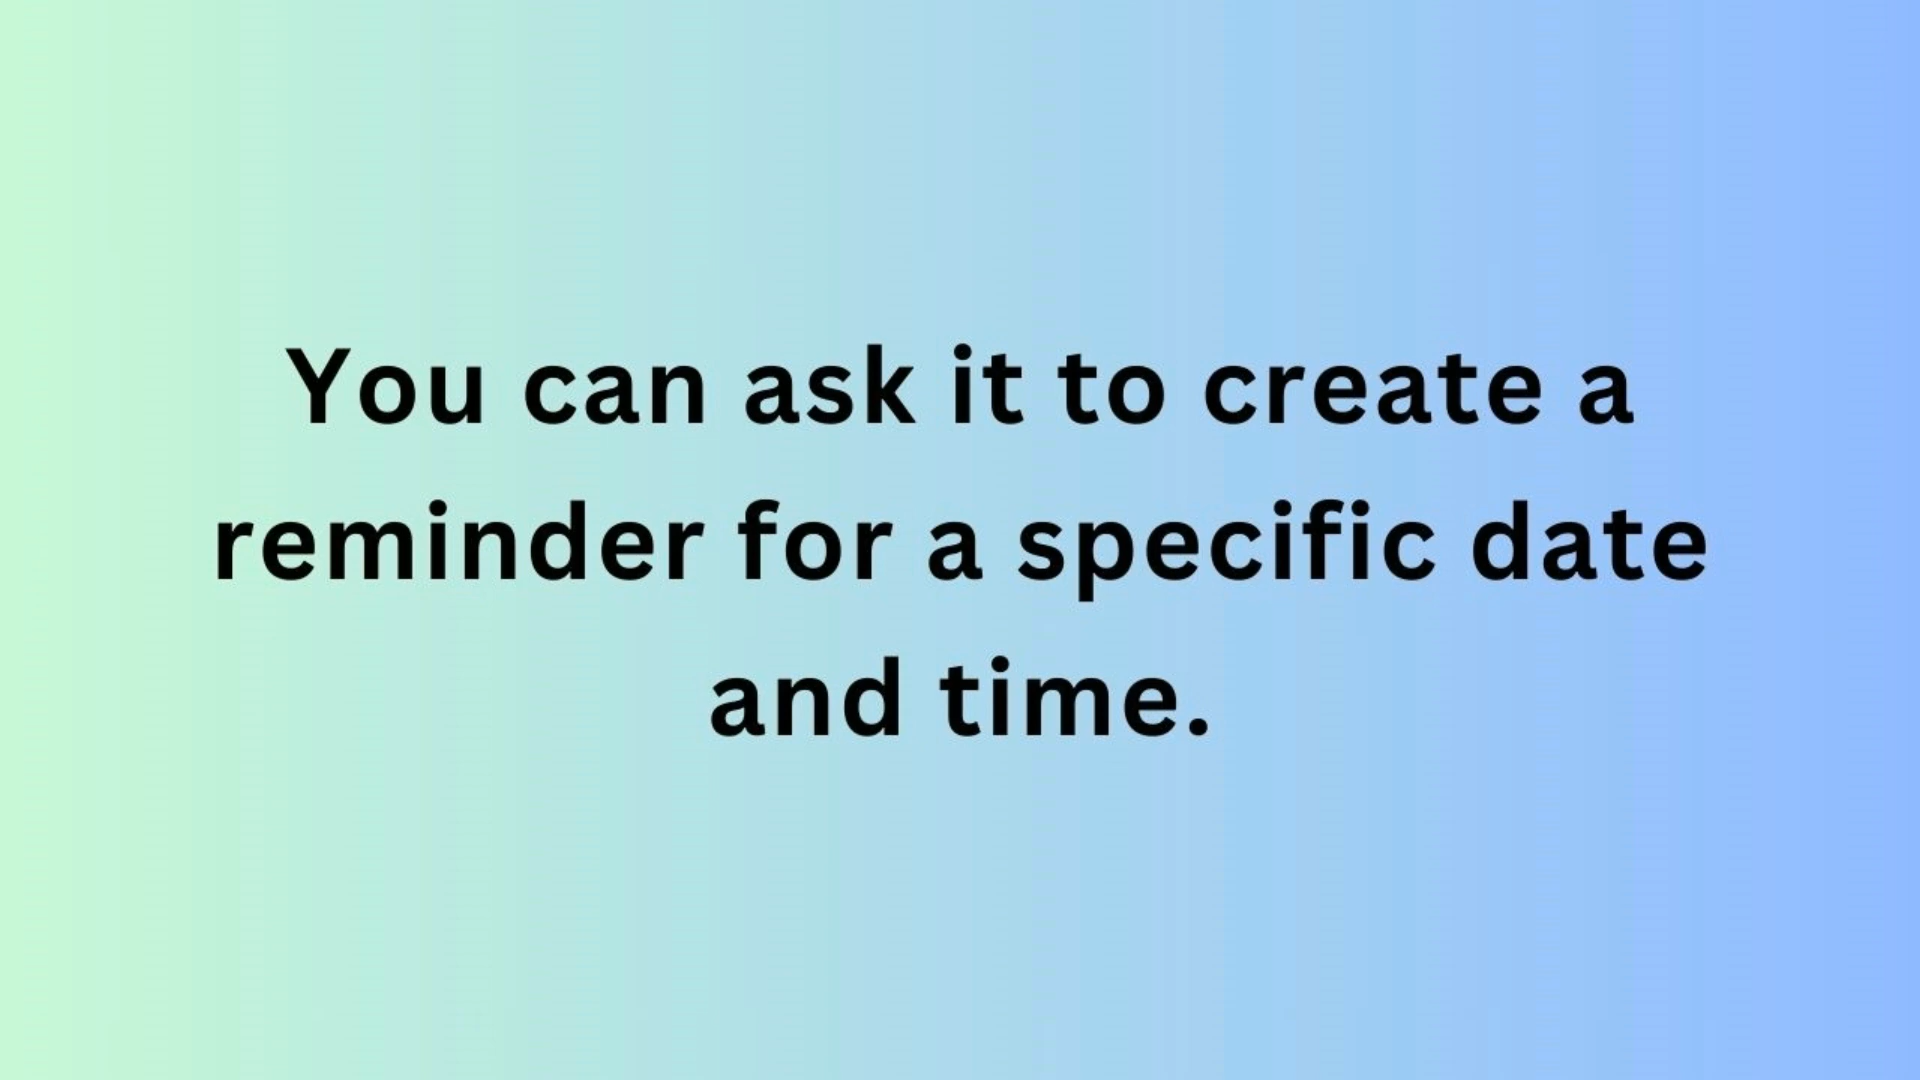 You can ask it to create a
reminder for a specific date
and time.